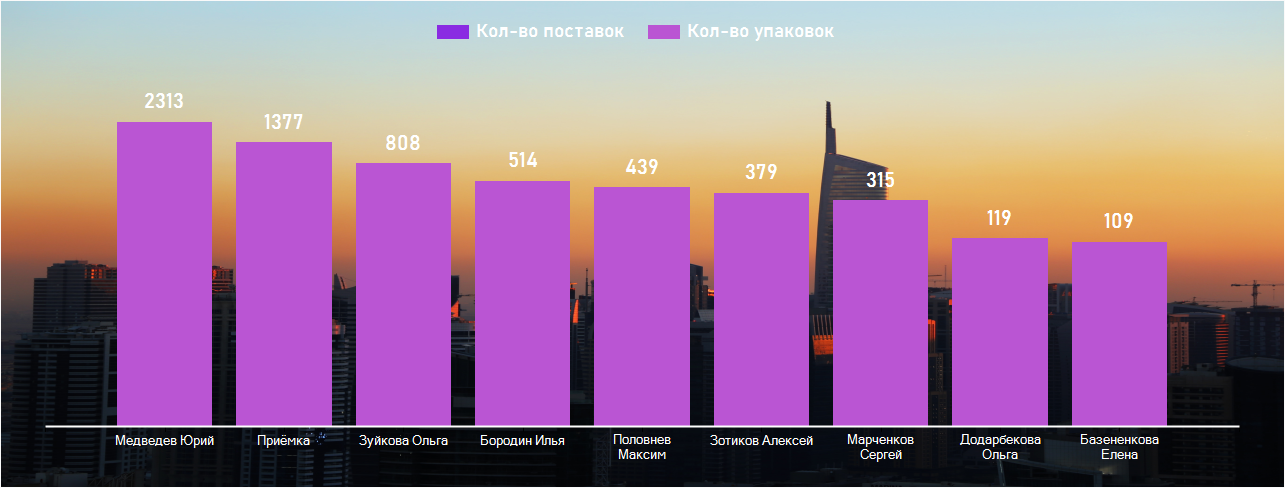 Кол-во поставок Кол-во упаковок
2313 1377 808 514 439 379 315 119 109
Медведев Юрий
Приёмка
Зуйкова Ольга
Бородин Илья
Половнев
Максим
Зотиков Алексей
Марченков
Сергей
Додарбекова
Ольга
Базененкова
Елена